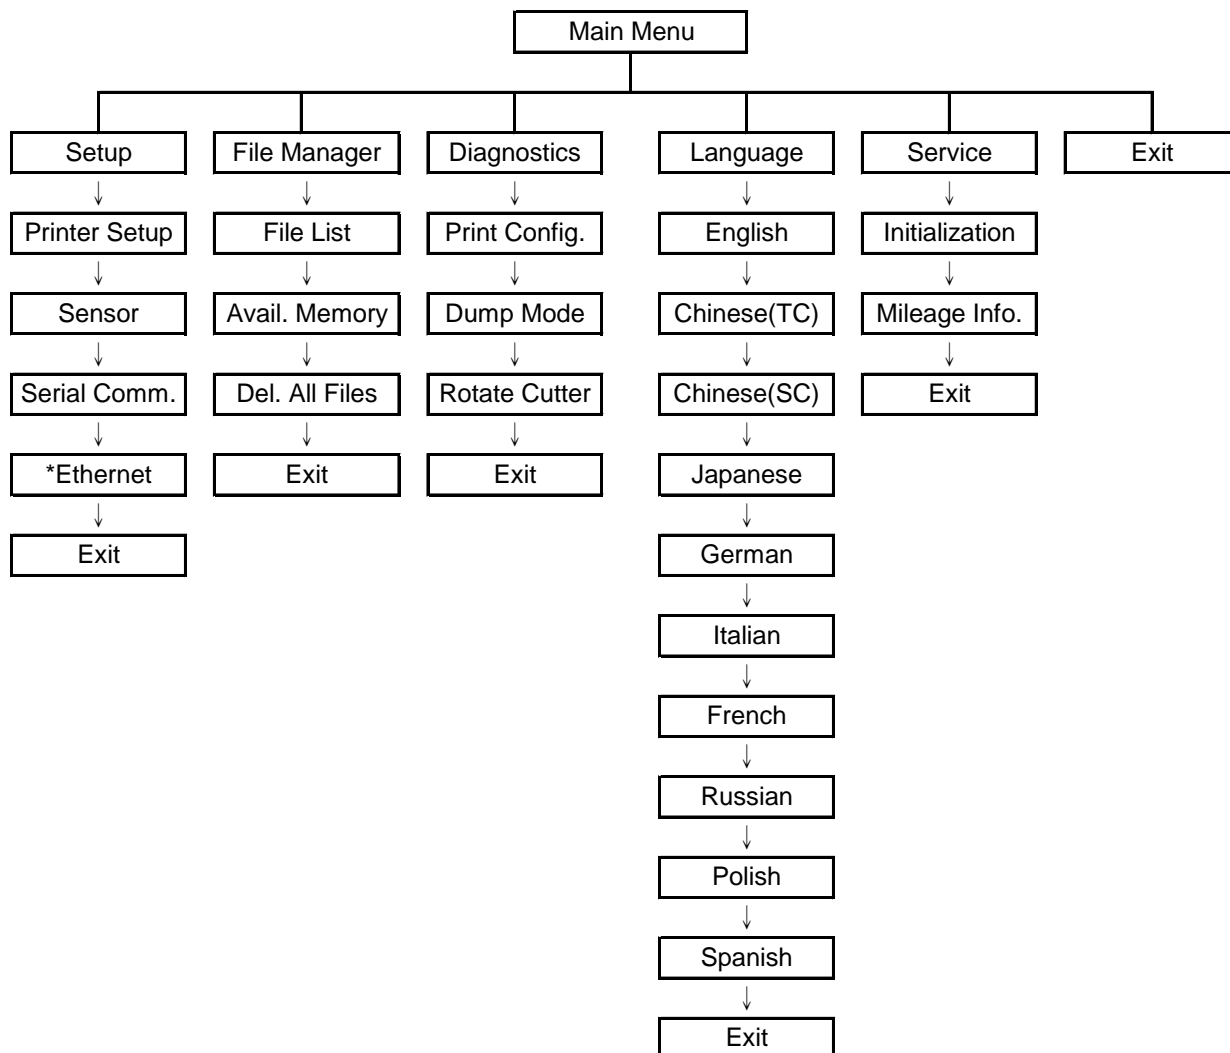 Main Menu
Setup
File Manager
Diagnostics
Language
Service
Exit
Printer Setup
File List
Print Config.
English
Initialization
Sensor
Avail. Memory
Dump Mode
Chinese(TC)
Mileage Info.
Serial Comm.
Del. All Files
Rotate Cutter
Chinese(SC)
Exit
*Ethernet
Exit
Exit
Japanese
Exit
German
Italian
French
Russian
Polish
Spanish
Exit